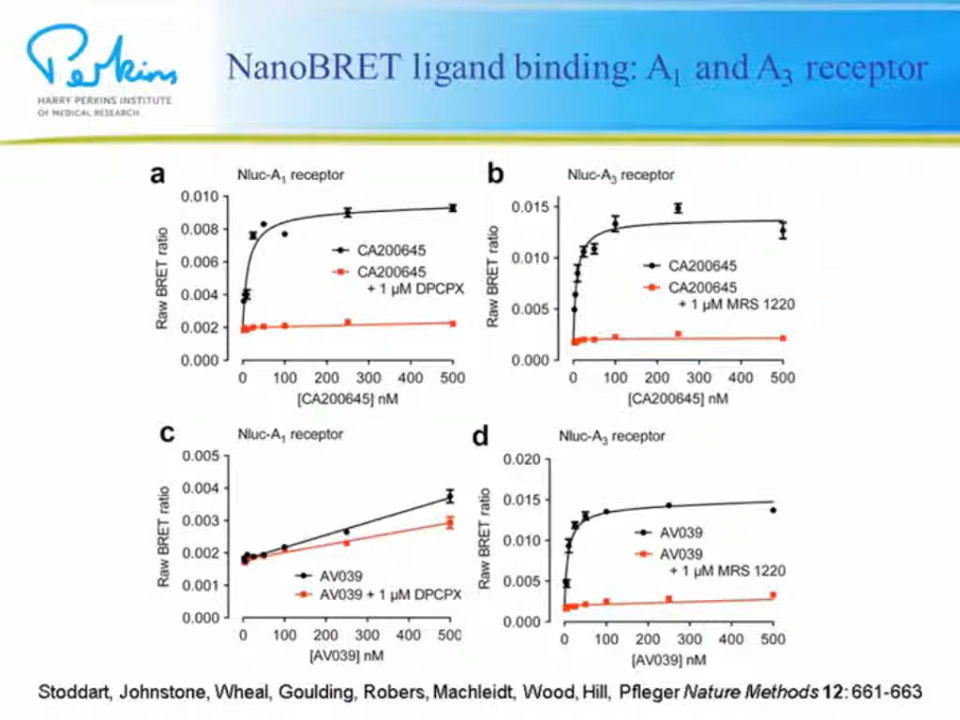 Perkins
HARRY PERKINS INSTITUTE
OF MEDICAL RESEARCH
NanoBRET ligand binding: A1 and A3 receptor
a
Nluc-A1 receptor
Raw BRET ratio
0.010
0.008
0.006
0.004
0.002
0.000
CA200645
CA200645
+ 1 µM DPCPX
0 100 200 300 400 500
[CA200645] nM
b
Nluc-A3 receptor
Raw BRET ratio
0.015
0.010
0.005
0.000
CA200645
CA200645
+ 1 µM MRS 1220
0 100 200 300 400 500
[CA200645] nM
c
Nluc-A1 receptor
Raw BRET ratio
0.005
0.004
0.003
0.002
0.001
0.000
AV039
AV039 + 1 µM DPCPX
0 100 200 300 400 500
[AV039] nM
d
Nluc-A3 receptor
Raw BRET ratio
0.020
0.015
0.010
0.005
0.000
AV039
AV039
+ 1 µM MRS 1220
0 100 200 300 400 500
[AV039] nM
Stoddart, Johnstone, Wheal, Goulding, Robers, Machleidt, Wood, Hill, Pfleger Nature Methods 12: 661-663